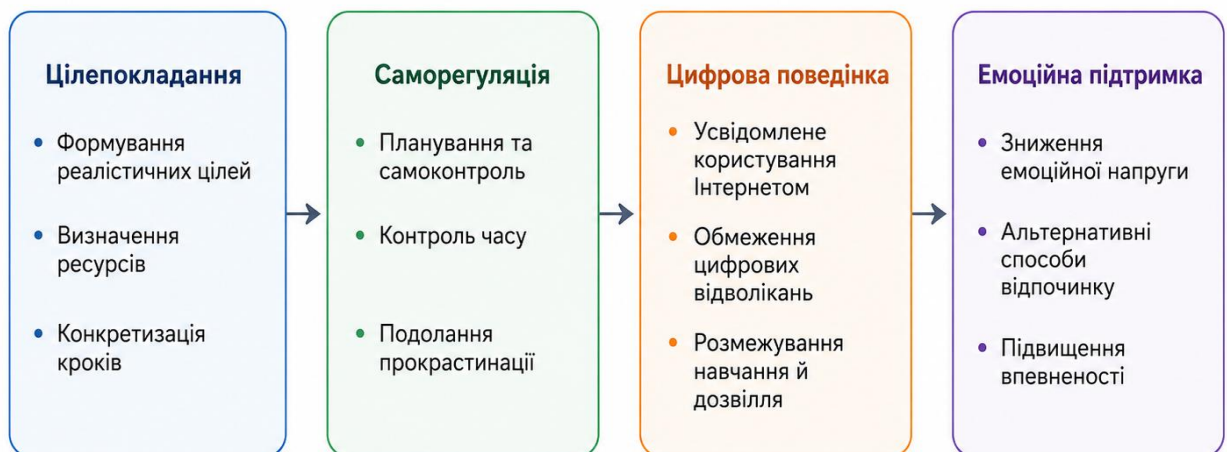 Цілепокладання
• Формування
реалістичних цілей
• Визначення
ресурсів
• Конкретизація
кроків
Саморегуляція
• Планування та
самоконтроль
• Контроль часу
• Подолання
прокрастинації
Цифрова поведінка
• Усвідомлене
користування
Інтернетом
• Обмеження
цифрових
відволікань
• Розмежування
навчання й
дозвілля
Емоційна підтримка
• Зниження
емоційної напруги
• Альтернативні
способи
відпочинку
• Підвищення
впевненості